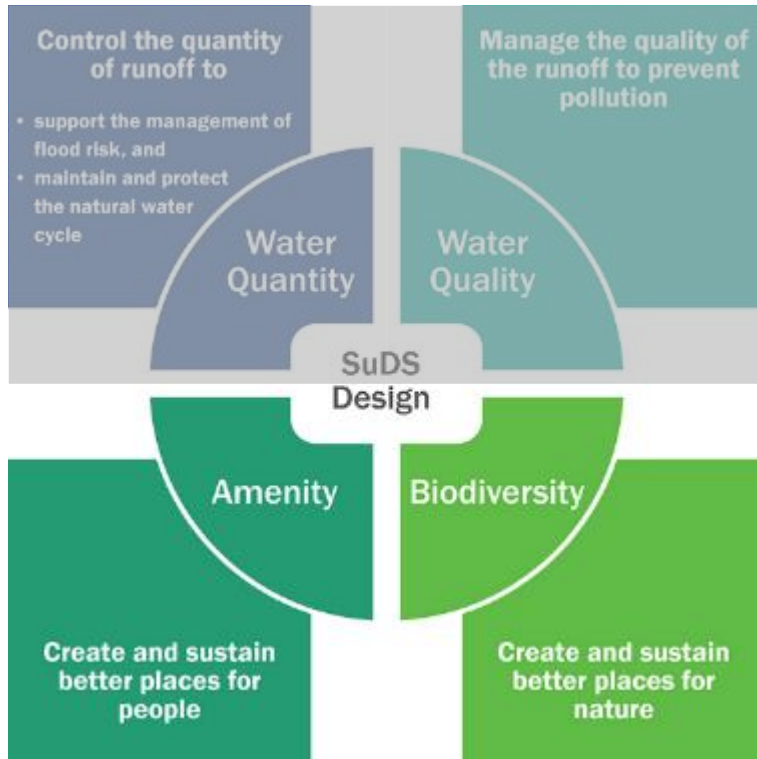 Control the quantity
of runoff to
• support the management of
flood risk, and
• maintain and protect
the natural water
cycle
Manage the quality of
the runoff to prevent
pollution
Water
Quantity
Water
Quality
SuDS
Design
Amenity
Biodiversity
Create and sustain
better places for
people
Create and sustain
better places for
nature